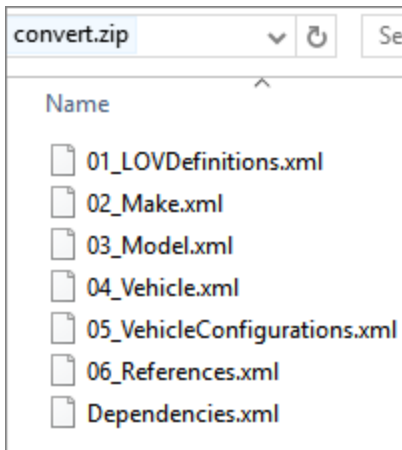 convert.zip
Se
Name
01_LOVDefinitions.xml
02_Make.xml
03_Model.xml
04_Vehicle.xml
05_VehicleConfigurations.xml
06_References.xml
Dependencies.xml